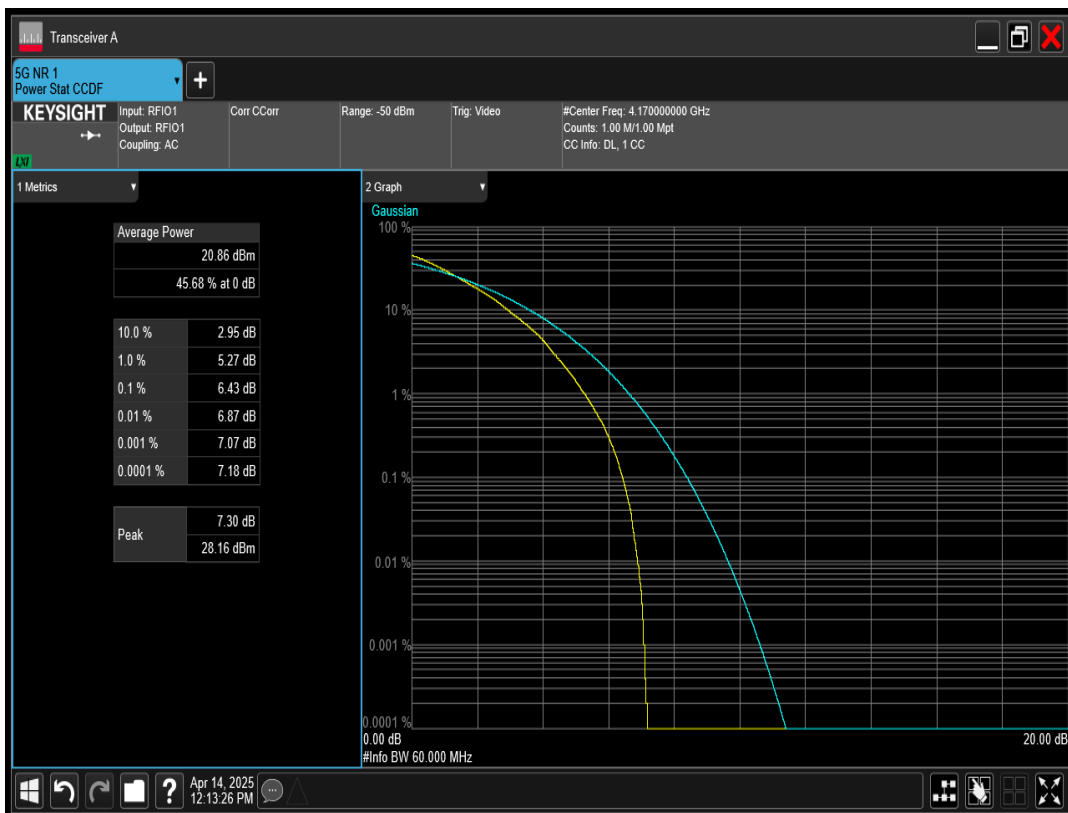 Transceiver A
5G NR 1
Power Stat CCDF
+
KEYSIGHT
LXI
Input: RFIO1
Output: RFIO1
Coupling: AC
Corr CCorr
Range: -50 dBm
Trig: Video
#Center Freq: 4.170000000 GHz
Counts: 1.00 M/1.00 Mpt
CC Info: DL, 1 CC
1 Metrics
Average Power
20.86 dBm
45.68 % at 0 dB
10.0 % 2.95 dB
1.0 % 5.27 dB
0.1 % 6.43 dB
0.01 % 6.87 dB
0.001 % 7.07 dB
0.0001 % 7.18 dB
Peak
7.30 dB
28.16 dBm
2 Graph
Gaussian
100 %
10 %
1 %
0.1 %
0.01 %
0.001 %
0.0001 %
0.00 dB 20.00 dB
#Info BW 60.000 MHz
?
Apr 14, 2025
12:13:26 PM